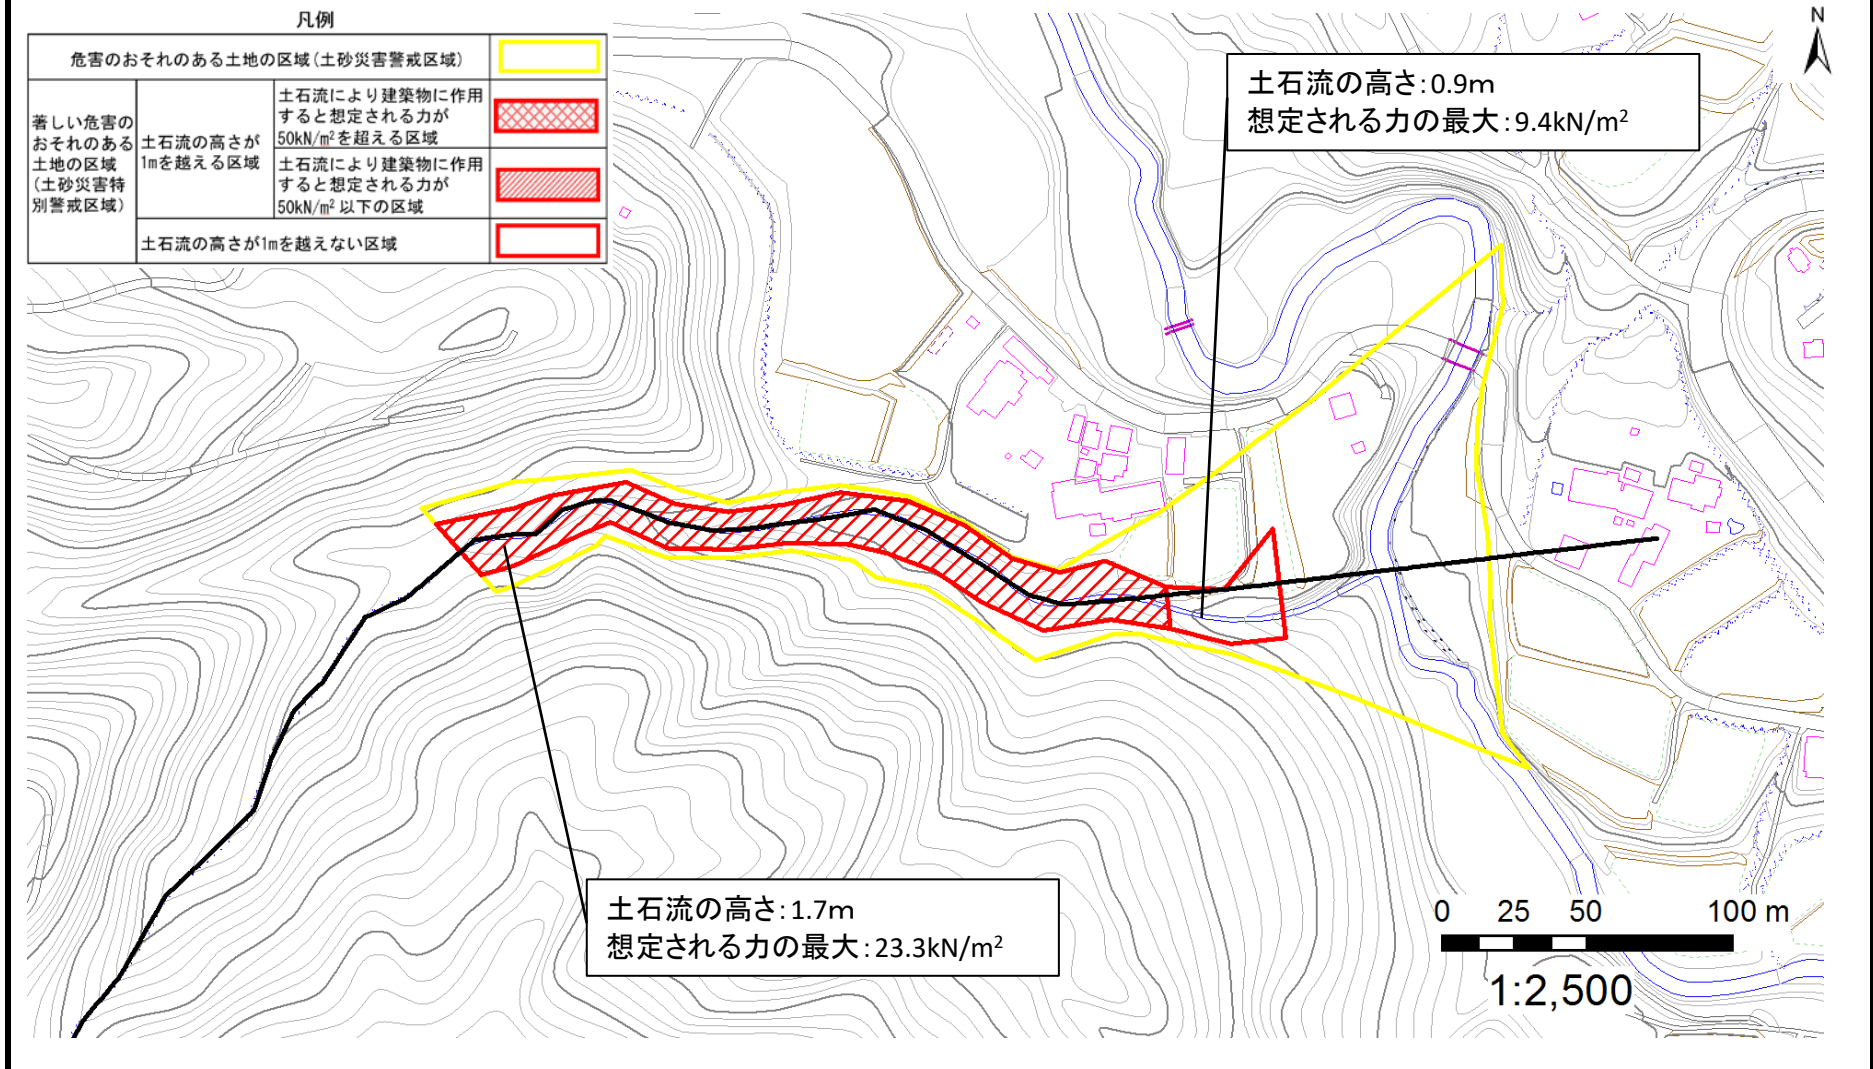 凡例
危害のおそれのある土地の区域(土砂災害警戒区域)
著しい危害の
おそれのある
土地の区域
(土砂災害特
別警戒区域)
土石流の高さが
1mを越える区域
土石流により建築物に作用
すると想定される力が
50kN/m²を超える区域
土石流により建築物に作用
すると想定される力が
50kN/m² 以下の区域
土石流の高さが1mを越えない区域
N
土石流の高さ:0.9m
想定される力の最大:9.4kN/m²
土石流の高さ:1.7m
想定される力の最大:23.3kN/m²
0 25 50 100 m
1:2,500